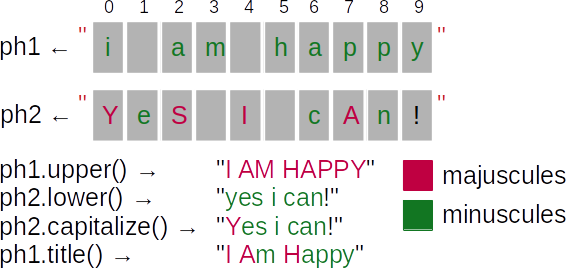 0 1 2 3 4 5 6 7 8 9
ph1 ← " i   a m   h a p p y "
ph2 ← " Y e S   I   c A n ! "
ph1.upper() → "I AM HAPPY"
ph2.lower() → "yes i can!"
ph2.capitalize() → "Yes i can!"
ph1.title() → "I Am Happy"
majuscules
minuscules